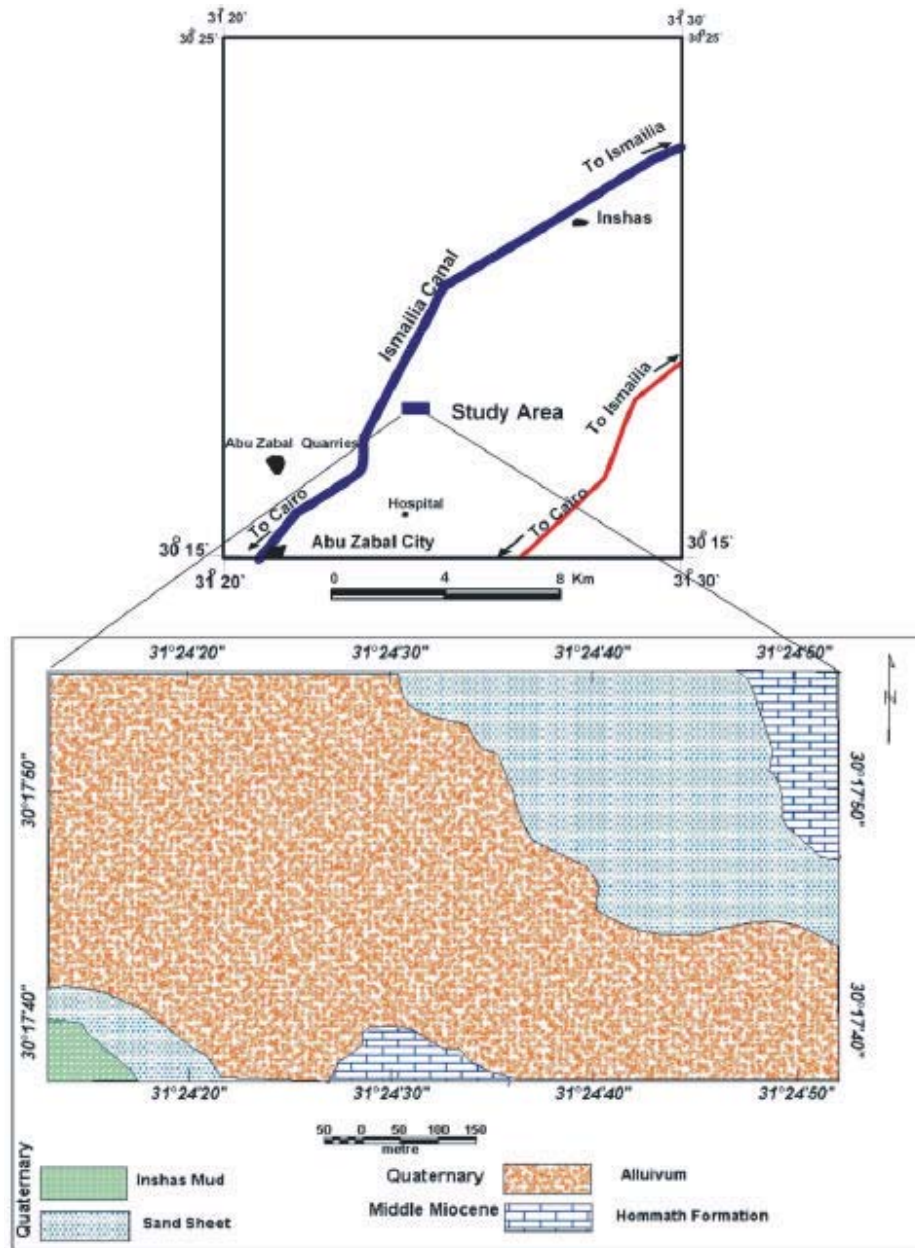 31° 20`
31° 30`
30° 25`
30° 25`
To Ismailia
Inshas
Ismailia Canal
To Ismailia
Study Area
Abu Zabal Quarries
To Cairo
Hospital
To Cairo
Abu Zabal City
30° 15`
30° 15`
31° 20`
31° 30`
0 4 8 Km
31°24'20" 31°24'30" 31°24'40" 31°24'50"
N
30°17'50"
30°17'50"
30°17'40"
30°17'40"
31°24'20" 31°24'30" 31°24'40" 31°24'50"
50 0 50 100 150
metre
Quaternary
Inshas Mud
Sand Sheet
Quaternary
Alluivum
Middle Miocene
Hommath Formation